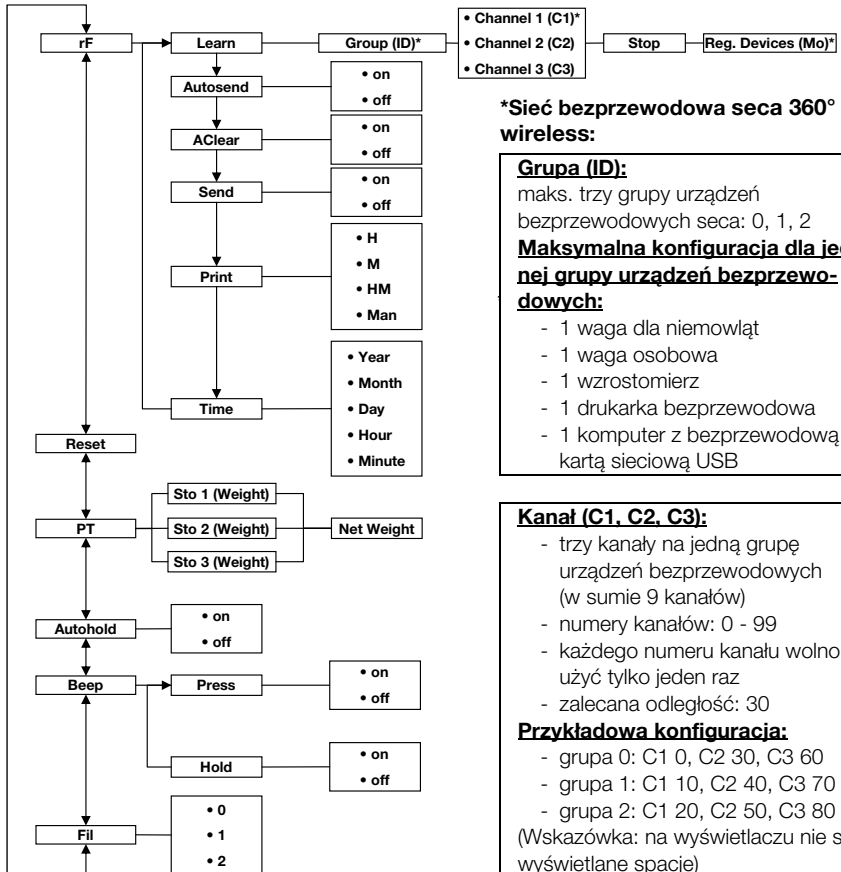 rF
Learn
Group (ID)*
• Channel 1 (C1)*
• Channel 2 (C2)
• Channel 3 (C3)
Stop
Reg. Devices (Mo)*
Autosend
• on
• off
AClear
• on
• off
Send
• on
• off
Print
• H
• M
• HM
• Man
Time
• Year
• Month
• Day
• Hour
• Minute
Reset
PT
Sto 1 (Weight)
Sto 2 (Weight)
Sto 3 (Weight)
Net Weight
Autohold
• on
• off
Beep
Press
• on
• off
Hold
• on
• off
Fil
• 0
• 1
• 2
*Sieć bezprzewodowa seca 360°
wireless:
Grupa (ID):
maks. trzy grupy urządzeń
bezprzewodowych seca: 0, 1, 2
Maksymalna konfiguracja dla
nej grupy urządzeń bezprzewo-
dowych:
- 1 waga dla niemowląt
- 1 waga osobowa
- 1 wzrostomierz
- 1 drukarka bezprzewodowa
- 1 komputer z bezprzewodową
kartą sieciową USB
Kanał (C1, C2, C3):
- trzy kanały na jedną grupę
urządzeń bezprzewodowych
(w sumie 9 kanałów)
- numery kanałów: 0 - 99
- każdego numeru kanału wolno
użyć tylko jeden raz
- zalecana odległość: 30
Przykładowa konfiguracja:
- grupa 0: C1 0, C2 30, C3 60
- grupa 1: C1 10, C2 40, C3 70
- grupa 2: C1 20, C2 50, C3 80
(Wskazówka: na wyświetlaczu nie
wyświetlane spacje)